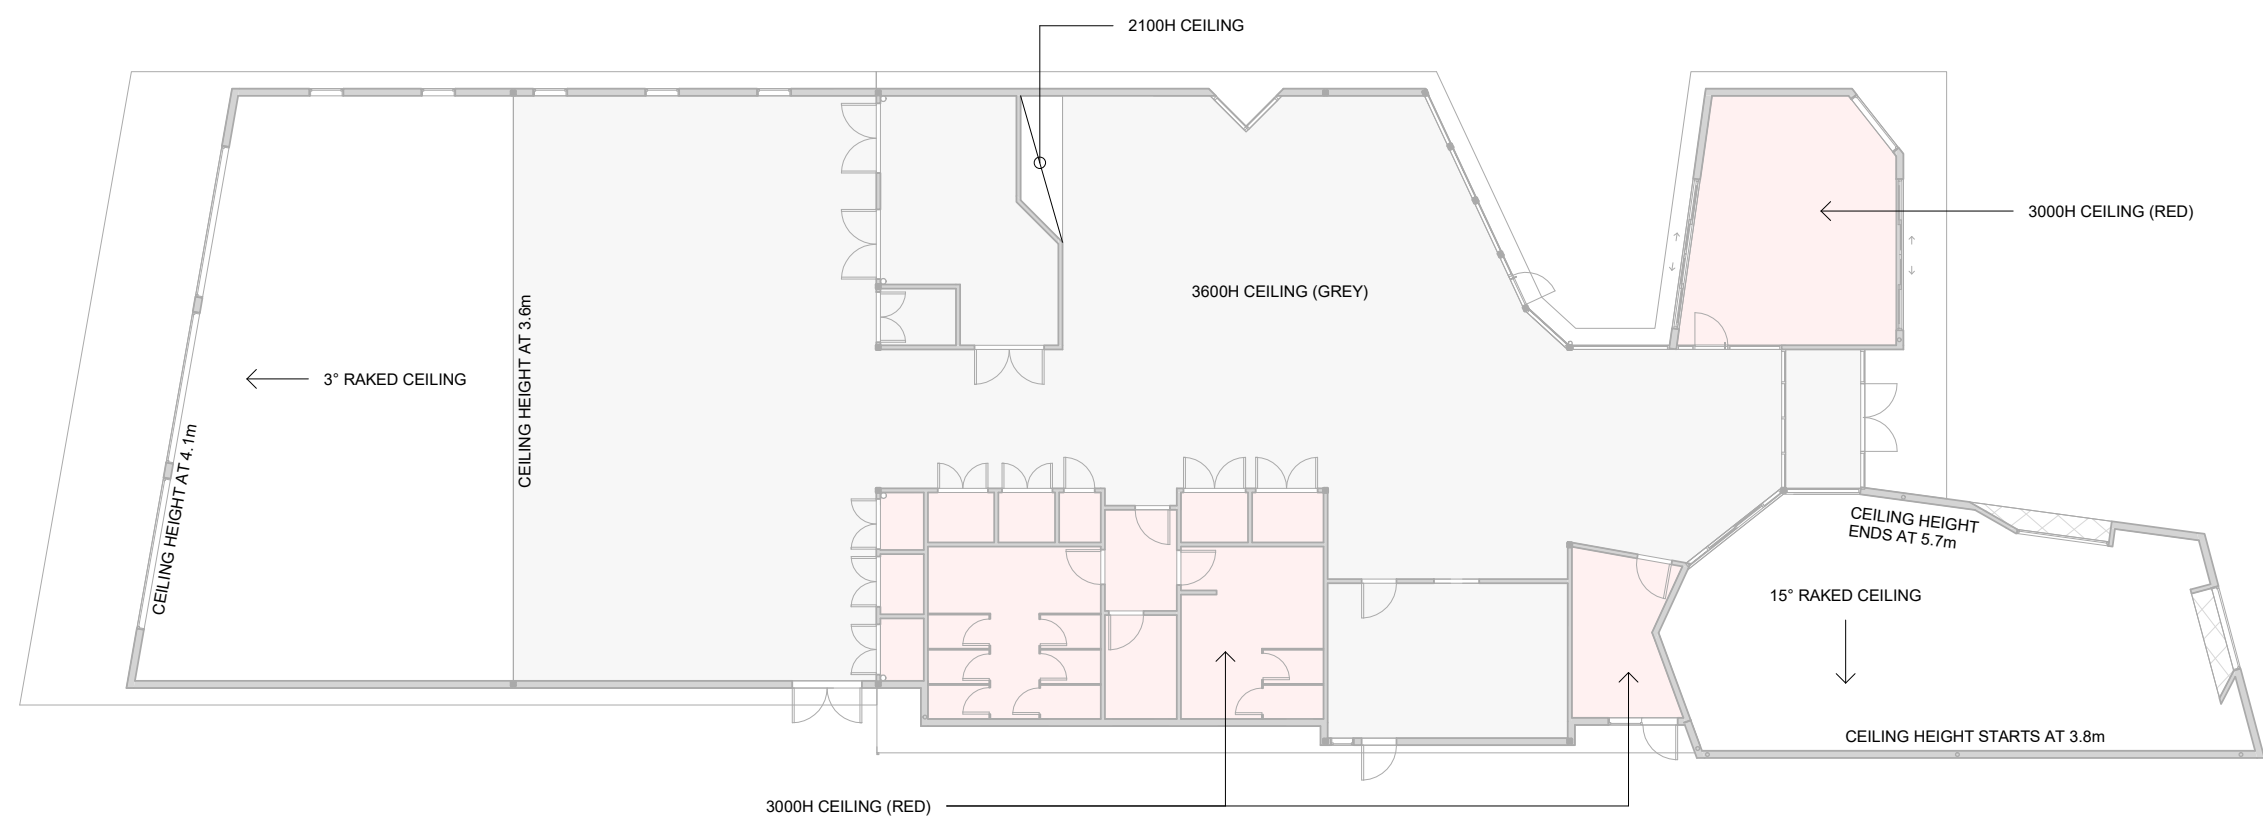 2100H CEILING
3000H CEILING (RED)
3600H CEILING (GREY)
CEILING HEIGHT AT 3.6m
3° RAKED CEILING
CEILING HEIGHT AT 4.1m
CEILING HEIGHT
ENDS AT 5.7m
15° RAKED CEILING
CEILING HEIGHT STARTS AT 3.8m
3000H CEILING (RED)